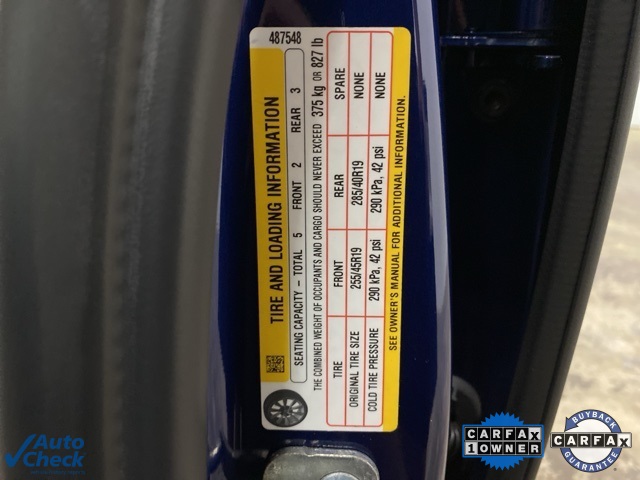 487548
TIRE AND LOADING INFORMATION
SEATING CAPACITY – TOTAL 5 FRONT 2 REAR 3
THE COMBINED WEIGHT OF OCCUPANTS AND CARGO SHOULD NEVER EXCEED 375 kg OR 827 lb
TIRE FRONT REAR SPARE
ORIGINAL TIRE SIZE 255/45R19 285/40R19 NONE
COLD TIRE PRESSURE 290 kPa, 42 psi 290 kPa, 42 psi NONE
SEE OWNER'S MANUAL FOR ADDITIONAL INFORMATION.
Auto
Check
CARFAX
1 OWNER
BUYBACK
CARFAX
GUARANTEE